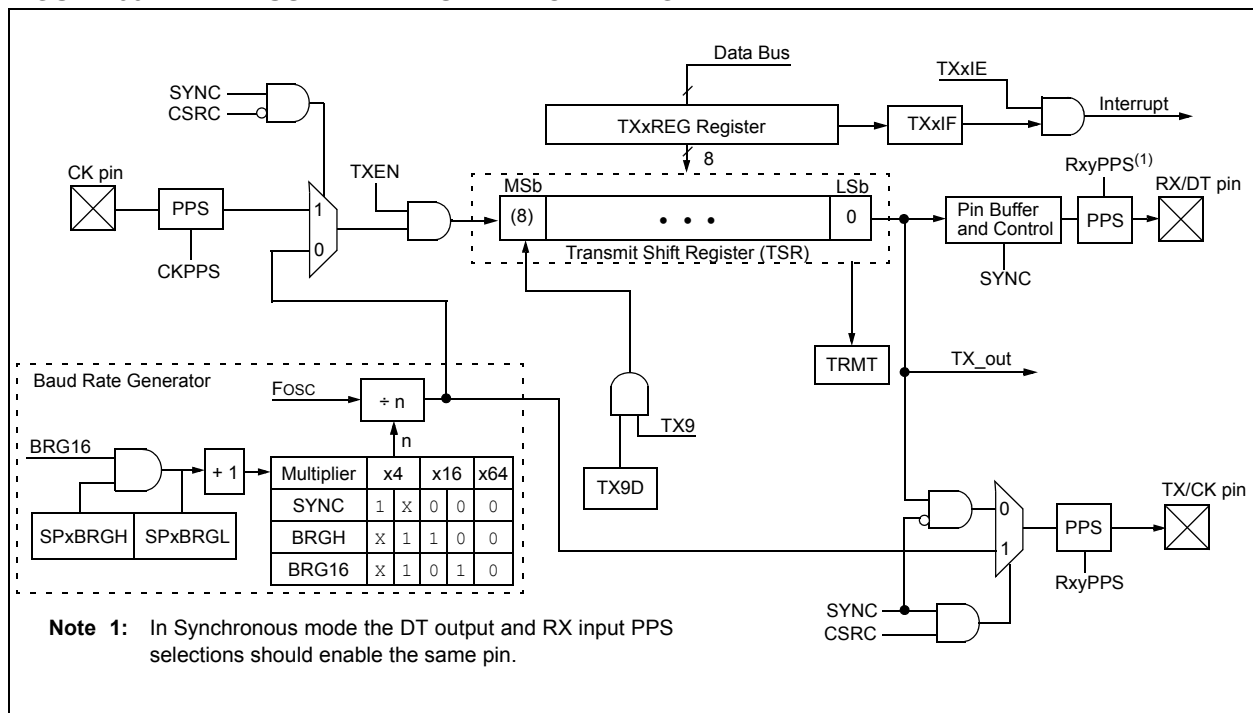 Data Bus
TXxIE
SYNC
CSRC
Interrupt
TXxREG Register
TXxIF
8
RxyPPS(1)
CK pin
TXEN
MSb
LSb
RX/DT pin
PPS
1
(8)
• • •
0
Pin Buffer
and Control
PPS
0
CKPPS
Transmit Shift Register (TSR)
SYNC
TRMT
TX_out
Baud Rate Generator
FOSC
÷ n
n
TX9
BRG16
+ 1
Multiplier x4 x16 x64
TX9D
TX/CK pin
SYNC 1 X 0 0 0
SPxBRGH SPxBRGL
BRGH X 1 1 0 0
BRG16 X 1 0 1 0
0
PPS
1
RxyPPS
SYNC
CSRC
Note 1: In Synchronous mode the DT output and RX input PPS
selections should enable the same pin.